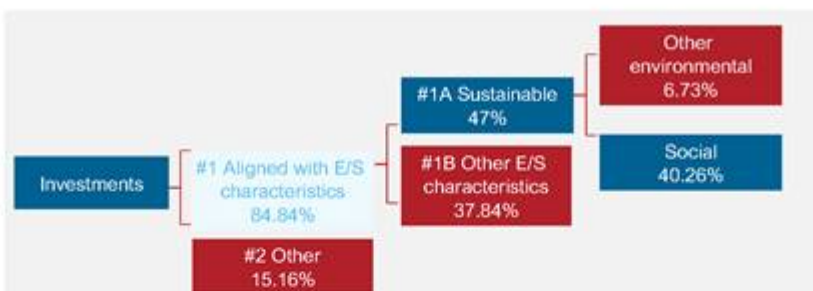 Investments
#1 Aligned with E/S
characteristics
84.84%
#2 Other
15.16%
#1A Sustainable
47%
#1B Other E/S
characteristics
37.84%
Other
environmental
6.73%
Social
40.26%